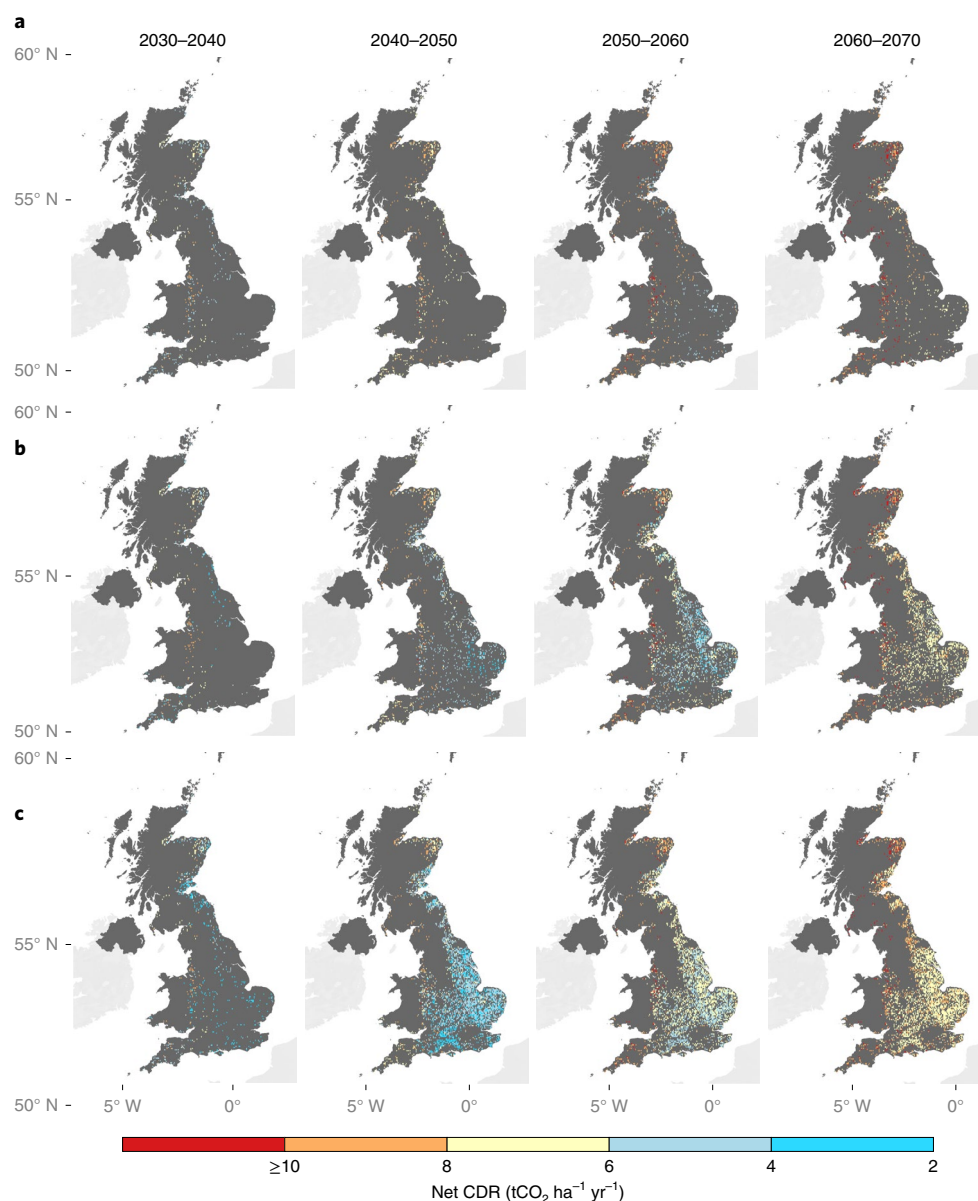 a
2030–2040 2040–2050 2050–2060 2060–2070
60° N
55° N
50° N
60° N
b
55° N
50° N
60° N
c
55° N
50° N
5° W 0° 5° W 0° 5° W 0° 5° W 0°
≥10 8 6 4 2
Net CDR (tCO₂ ha⁻¹ yr⁻¹)